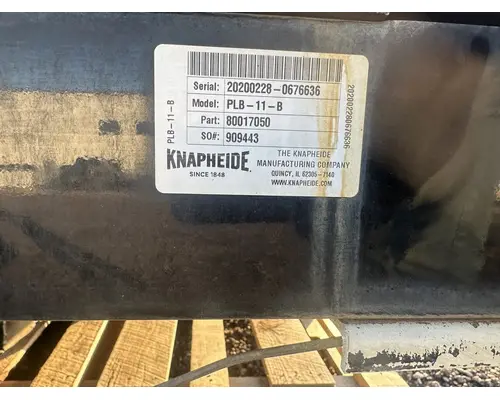 Serial: 20200228-0676636
Model: PLB-11-B
Part: 80017050
SO#: 909443
PLB-11-B
202002280676636
KNAPHEIDE
SINCE 1848
THE KNAPHEIDE
MANUFACTURING COMPANY
QUINCY, IL 62305-7140
WWW.KNAPHEIDE.COM